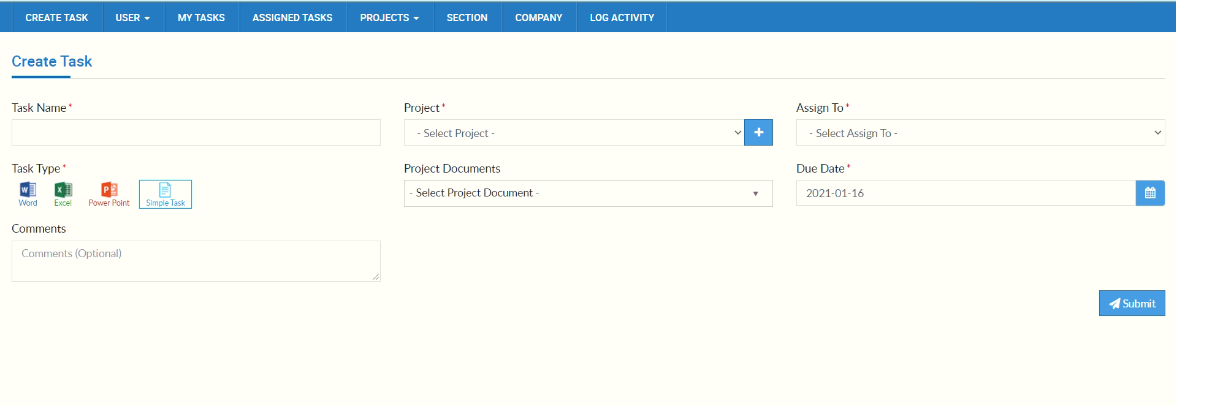 CREATE TASK USER MY TASKS ASSIGNED TASKS PROJECTS SECTION COMPANY LOG ACTIVITY
Create Task
Task Name * Project * Assign To *
- Select Project - + - Select Assign To -
Task Type * Project Documents Due Date *
Word Excel Power Point Simple Task - Select Project Document - 2021-01-16
Comments
Comments (Optional)
Submit